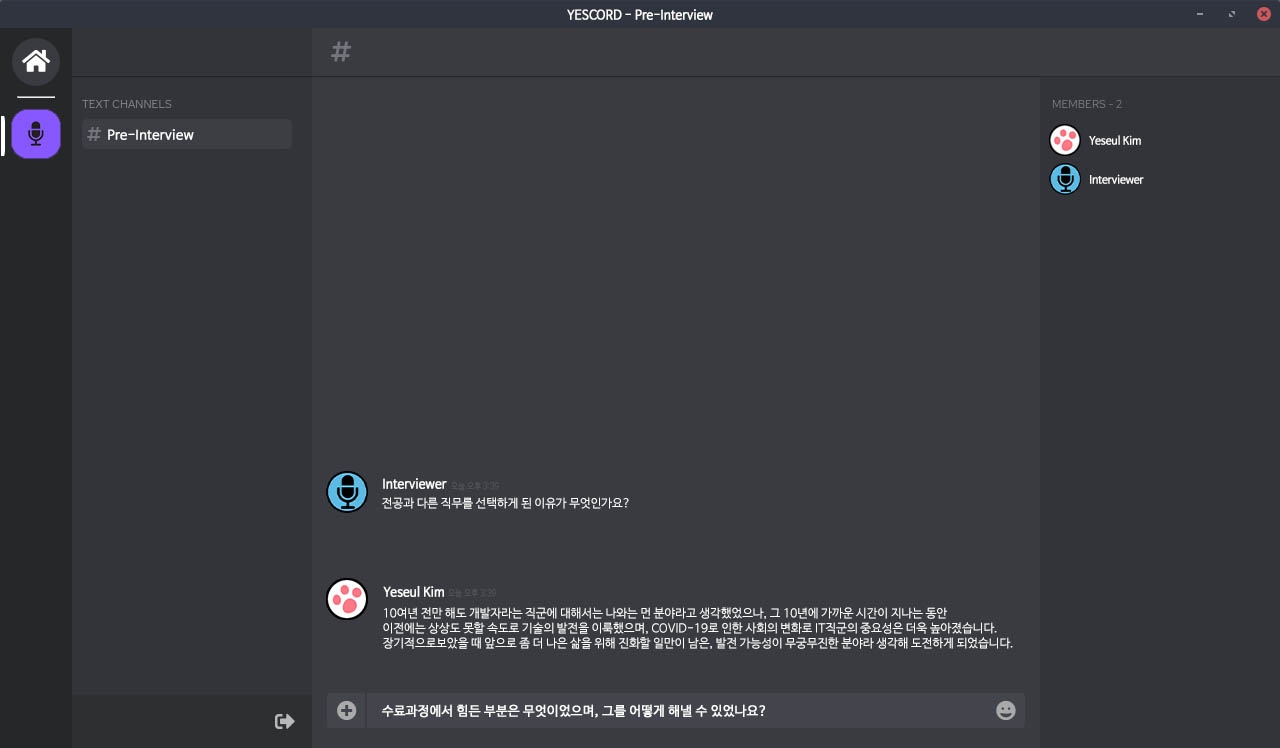 YESCORD - Pre-Interview
#
TEXT CHANNELS
# Pre-Interview
MEMBERS - 2
Yeseul Kim
Interviewer
Interviewer 오늘 오후 3:39
전공과 다른 직무를 선택하게 된 이유가 무엇인가요?
Yeseul Kim 오늘 오후 3:39
10여년 전만 해도 개발자라는 직군에 대해서는 나와는 먼 분야라고 생각했었으나, 그 10년에 가까운 시간이 지나는 동안
이전에는 상상도 못할 속도로 기술의 발전을 이룩했으며, COVID-19로 인한 사회의 변화로 IT직군의 중요성은 더욱 높아졌습니다.
장기적으로보았을 때 앞으로 좀 더 나은 삶을 위해 진화할 일만이 남은, 발전 가능성이 무궁무진한 분야라 생각해 도전하게 되었습니다.
수료과정에서 힘든 부분은 무엇이었으며, 그를 어떻게 해낼 수 있었나요?